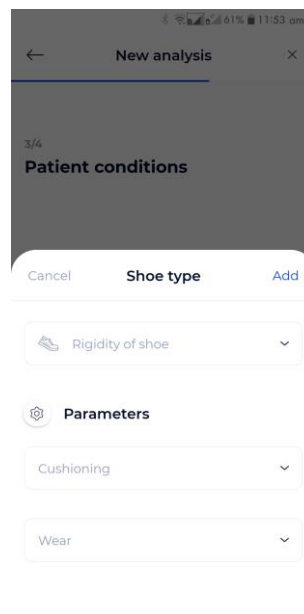 61% 11:53 am
New analysis
3/4
Patient conditions
Cancel Shoe type Add
Rigidity of shoe
Parameters
Cushioning
Wear